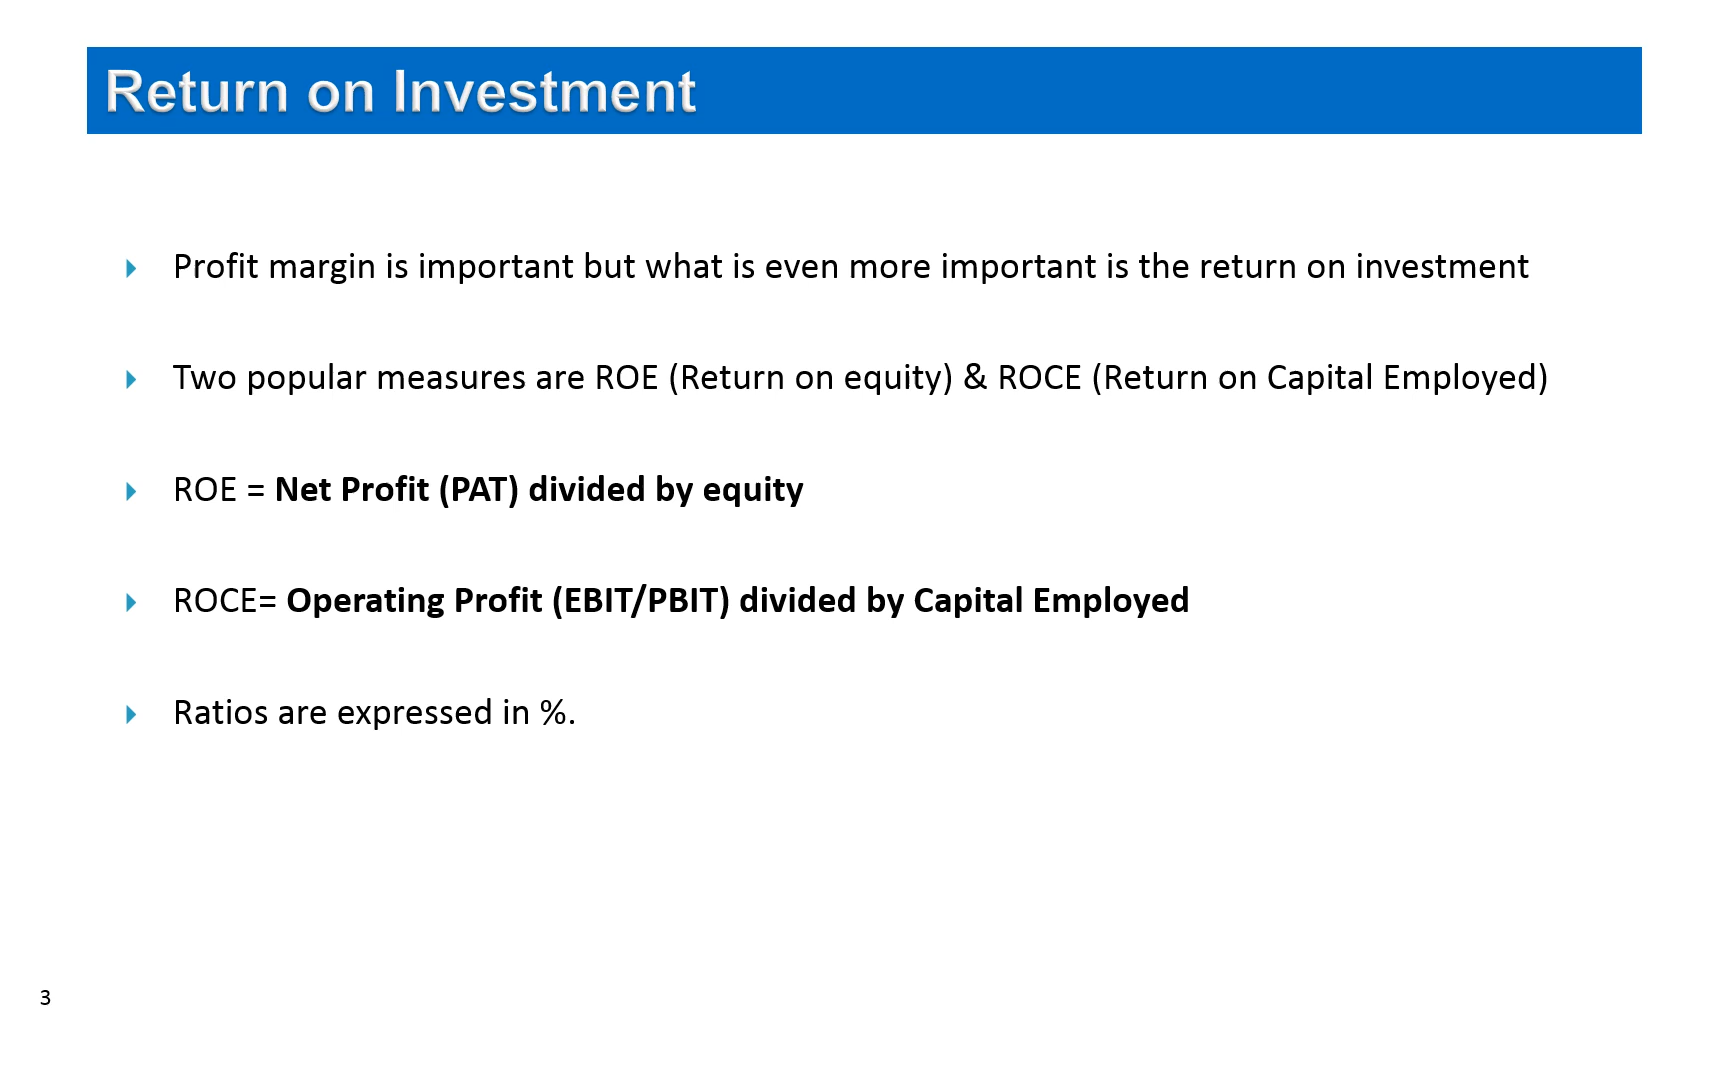 Return on Investment
Profit margin is important but what is even more important is the return on investment
Two popular measures are ROE (Return on equity) & ROCE (Return on Capital Employed)
ROE = Net Profit (PAT) divided by equity
ROCE= Operating Profit (EBIT/PBIT) divided by Capital Employed
Ratios are expressed in %.
3